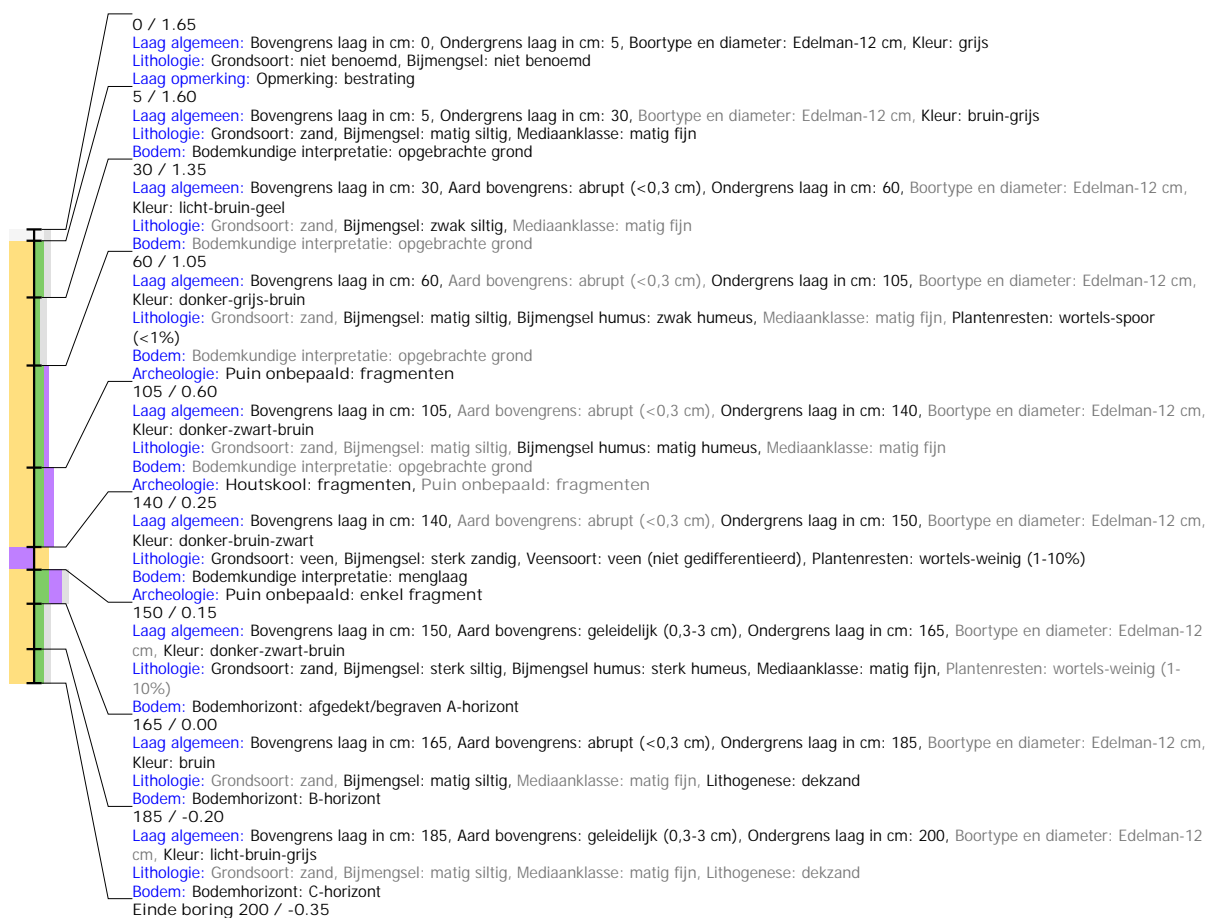 0 / 1.65
Laag algemeen: Bovengrens laag in cm: 0, Ondergrens laag in cm: 5, Boortype en diameter: Edelman-12 cm, Kleur: grijs
Lithologie: Grondsoort: niet benoemd, Bijmengsel: niet benoemd
Laag opmerking: Opmerking: bestrating
5 / 1.60
Laag algemeen: Bovengrens laag in cm: 5, Ondergrens laag in cm: 30, Boortype en diameter: Edelman-12 cm, Kleur: bruin-grijs
Lithologie: Grondsoort: zand, Bijmengsel: matig siltig, Mediaanklasse: matig fijn
Bodem: Bodemkundige interpretatie: opgebrachte grond
30 / 1.35
Laag algemeen: Bovengrens laag in cm: 30, Aard bovengrens: abrupt (<0,3 cm), Ondergrens laag in cm: 60, Boortype en diameter: Edelman-12 cm,
Kleur: licht-bruin-geel
Lithologie: Grondsoort: zand, Bijmengsel: zwak siltig, Mediaanklasse: matig fijn
Bodem: Bodemkundige interpretatie: opgebrachte grond
60 / 1.05
Laag algemeen: Bovengrens laag in cm: 60, Aard bovengrens: abrupt (<0,3 cm), Ondergrens laag in cm: 105, Boortype en diameter: Edelman-12 cm,
Kleur: donker-grijs-bruin
Lithologie: Grondsoort: zand, Bijmengsel: matig siltig, Bijmengsel humus: zwak humeus, Mediaanklasse: matig fijn, Plantenresten: wortels-spoor
(<1%)
Bodem: Bodemkundige interpretatie: opgebrachte grond
Archeologie: Puin onbepaald: fragmenten
105 / 0.60
Laag algemeen: Bovengrens laag in cm: 105, Aard bovengrens: abrupt (<0,3 cm), Ondergrens laag in cm: 140, Boortype en diameter: Edelman-12 cm,
Kleur: donker-zwart-bruin
Lithologie: Grondsoort: zand, Bijmengsel: matig siltig, Bijmengsel humus: matig humeus, Mediaanklasse: matig fijn
Bodem: Bodemkundige interpretatie: opgebrachte grond
Archeologie: Houtskool: fragmenten, Puin onbepaald: fragmenten
140 / 0.25
Laag algemeen: Bovengrens laag in cm: 140, Aard bovengrens: abrupt (<0,3 cm), Ondergrens laag in cm: 150, Boortype en diameter: Edelman-12 cm,
Kleur: donker-bruin-zwart
Lithologie: Grondsoort: veen, Bijmengsel: sterk zandig, Veensoort: veen (niet gedifferentieerd), Plantenresten: wortels-weinig (1-10%)
Bodem: Bodemkundige interpretatie: menglaag
Archeologie: Puin onbepaald: enkel fragment
150 / 0.15
Laag algemeen: Bovengrens laag in cm: 150, Aard bovengrens: geleidelijk (0,3-3 cm), Ondergrens laag in cm: 165, Boortype en diameter: Edelman-12
cm, Kleur: donker-zwart-bruin
Lithologie: Grondsoort: zand, Bijmengsel: sterk siltig, Bijmengsel humus: sterk humeus, Mediaanklasse: matig fijn, Plantenresten: wortels-weinig (1-
10%)
Bodem: Bodemhorizont: afgedekt/begraven A-horizont
165 / 0.00
Laag algemeen: Bovengrens laag in cm: 165, Aard bovengrens: abrupt (<0,3 cm), Ondergrens laag in cm: 185, Boortype en diameter: Edelman-12 cm,
Kleur: bruin
Lithologie: Grondsoort: zand, Bijmengsel: matig siltig, Mediaanklasse: matig fijn, Lithogenese: dekzand
Bodem: Bodemhorizont: B-horizont
185 / -0.20
Laag algemeen: Bovengrens laag in cm: 185, Aard bovengrens: geleidelijk (0,3-3 cm), Ondergrens laag in cm: 200, Boortype en diameter: Edelman-12
cm, Kleur: licht-bruin-grijs
Lithologie: Grondsoort: zand, Bijmengsel: matig siltig, Mediaanklasse: matig fijn, Lithogenese: dekzand
Bodem: Bodemhorizont: C-horizont
Einde boring 200 / -0.35